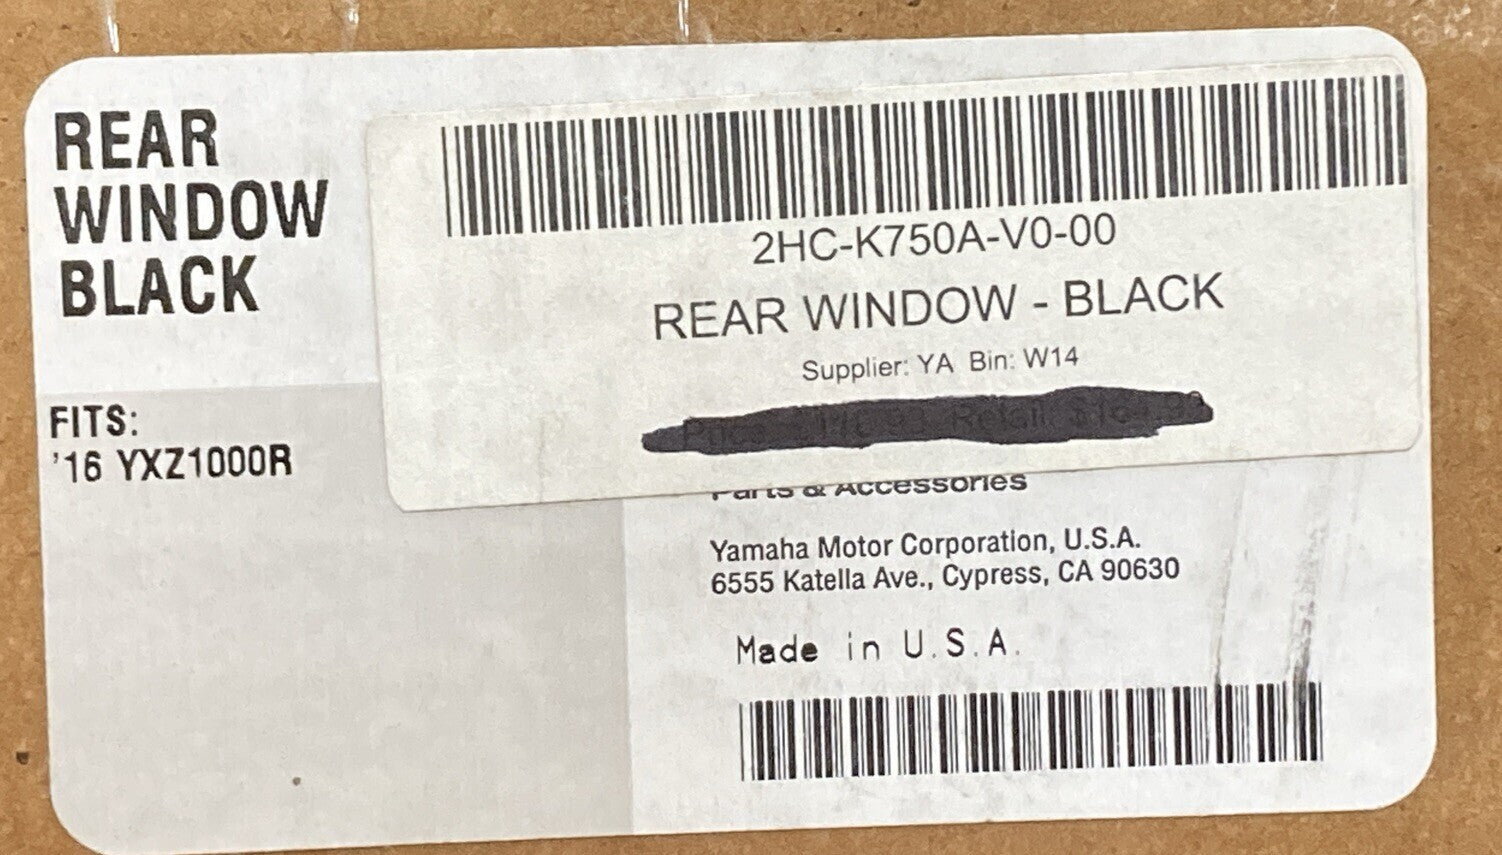 REAR
WINDOW
BLACK
FITS:
'16 YXZ1000R
2HC-K750A-V0-00
REAR WINDOW - BLACK
Supplier: YA Bin: W14
Parts & Accessories
Yamaha Motor Corporation, U.S.A.
6555 Katella Ave., Cypress, CA 90630
Made in U.S.A.